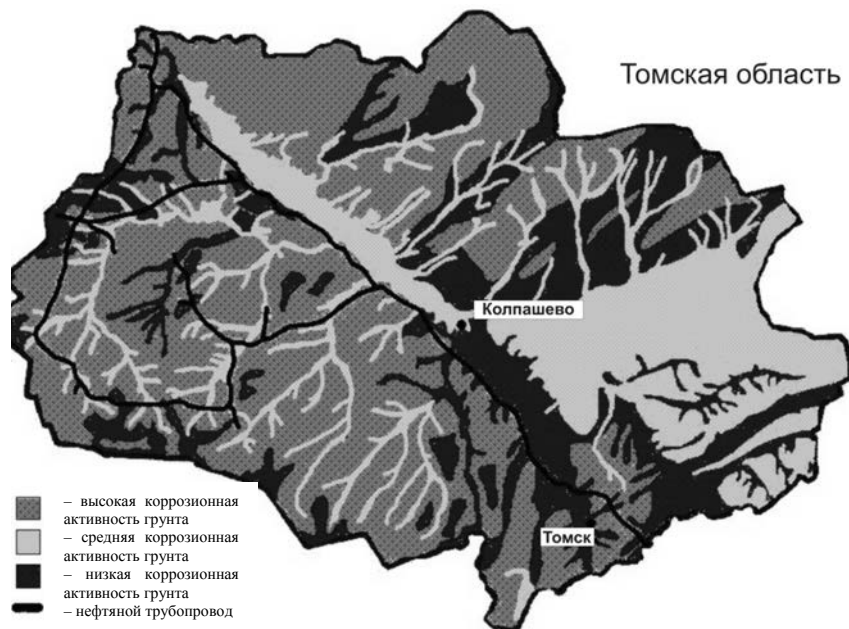 Томская область
Колпашево
Томск
– высокая коррозионная
активность грунта
– средняя коррозионная
активность грунта
– низкая коррозионная
активность грунта
– нефтяной трубопровод